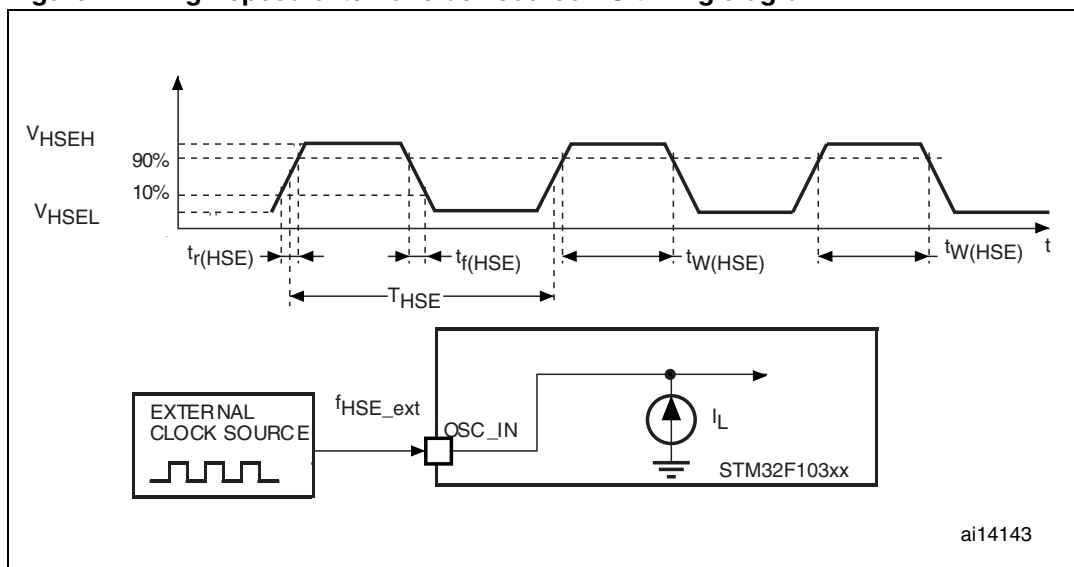 V_HSEH
90%
10%
V_HSEL
t_r(HSE)
t_f(HSE)
t_W(HSE)
t_W(HSE)
t
T_HSE
EXTERNAL
CLOCK SOURCE
f_HSE_ext
OSC_IN
I_L
STM32F103xx
ai14143